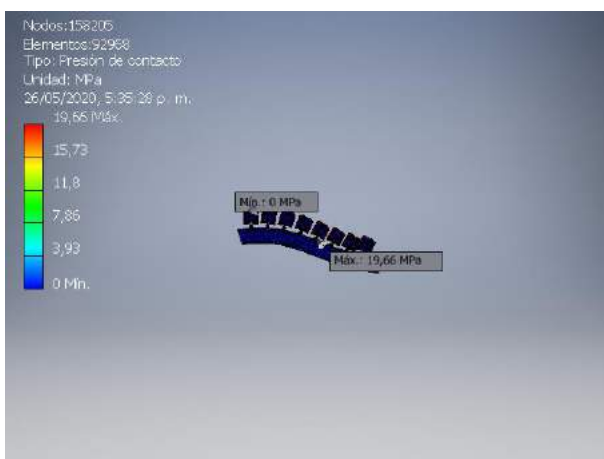 Nodos:158205
Elementos:92958
Tipo: Presión de contacto
Unidad: MPa
26/05/2020, 5:35:28 p. m.
19,66 Máx.
15,73
11,8
7,86
3,93
0 Mín.
Mín.: 0 MPa
Máx.: 19,66 MPa